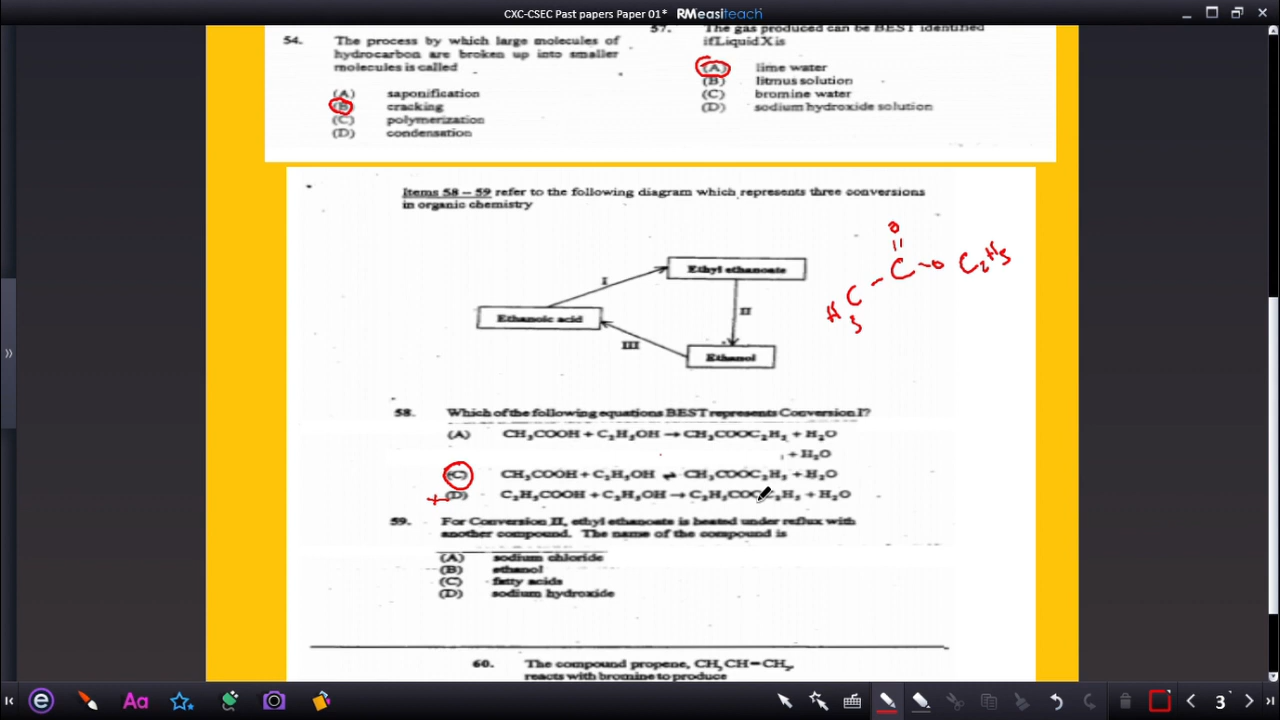 CXC-CSEC Past papers Paper 01* RMeasiteach
54. The process by which large molecules of
hydrocarbon are broken up into smaller
molecules is called
(A) saponification
(B) cracking
(C) polymerization
(D) condensation
57. The gas produced can be BEST identified
if Liquid X is
(A) lime water
(B) litmus solution
(C) bromine water
(D) sodium hydroxide solution
Items 58 – 59 refer to the following diagram which represents three conversions
in organic chemistry
Ethyl ethanoate
I
II
Ethanoic acid
III
Ethanol
O
||
H₃C – C – O C₂H₅
58. Which of the following equations BEST represents Conversion I?
(A) CH₃COOH + C₂H₅OH → CH₃COOC₂H₅ + H₂O
+ H₂O
(C) CH₃COOH + C₂H₅OH ⇌ CH₃COOC₂H₅ + H₂O
x (D) C₂H₅COOH + C₂H₅OH → C₂H₅COOC₂H₅ + H₂O
59. For Conversion II, ethyl ethanoate is heated under reflux with
another compound. The name of the compound is
(A) sodium chloride
(B) ethanol
(C) fatty acids
(D) sodium hydroxide
60. The compound propene, CH₃CH=CH₂,
reacts with bromine to produce
Aa
3